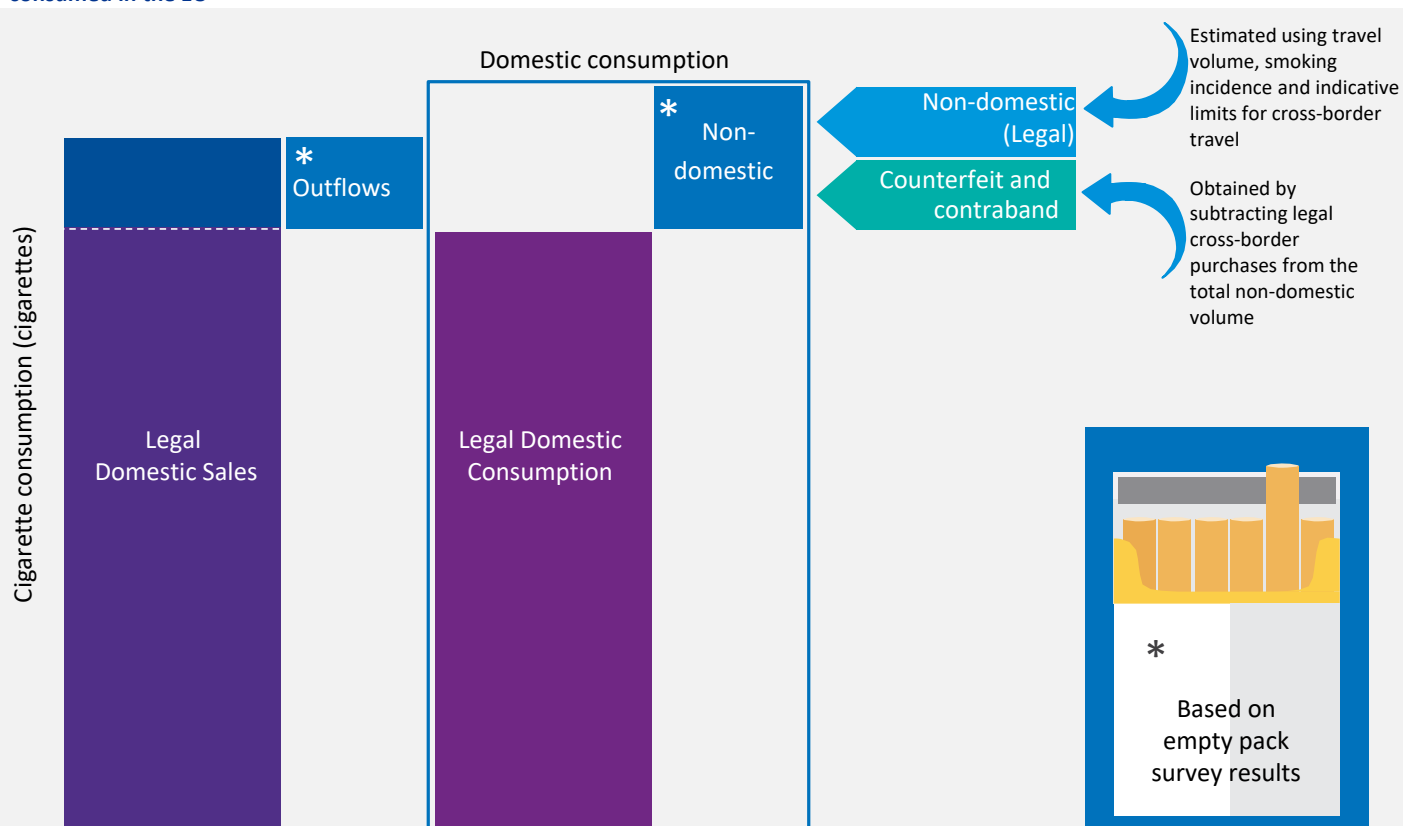 Domestic consumption
Cigarette consumption (cigarettes)
*
Outflows
Legal
Domestic Sales
Legal Domestic
Consumption
*
Non-
domestic
Non-domestic
(Legal)
Counterfeit and
contraband
Estimated using travel
volume, smoking
incidence and indicative
limits for cross-border
travel
Obtained by
subtracting legal
cross-border
purchases from the
total non-domestic
volume
*
Based on
empty pack
survey results